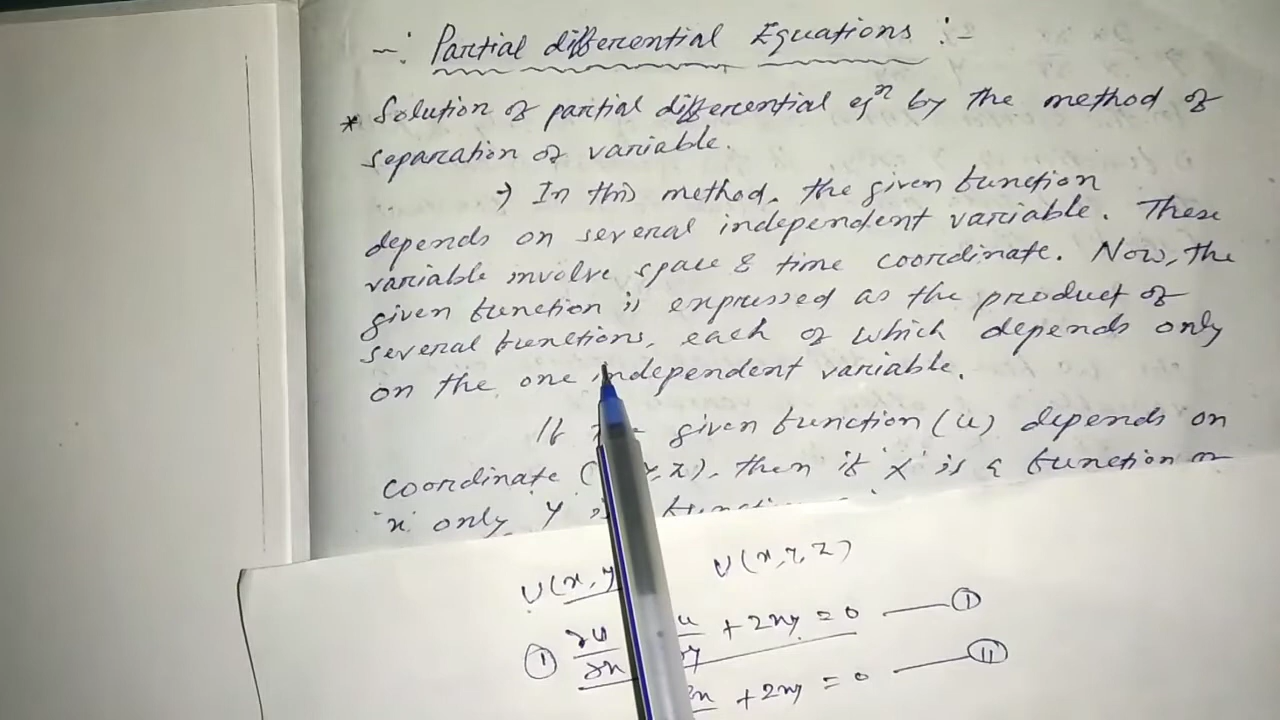 -: Partial differential Equations :-
* Solution of partial differential eqⁿ by the method of
separation of variable.
→ In this method, the given function
depends on several independent variable. These
variable involve space & time coordinate. Now, the
given function is expressed as the product of
several functions, each of which depends only
on the one independent variable.
If given function (u) depends on
coordinate ( y, z), then if 'X' is a function of
'x' only, Y is function
U(x, y U(x, y, z)
① ∂u/∂x + 2xy = 0 —— ①
+ 2xy = 0 —— ⑪